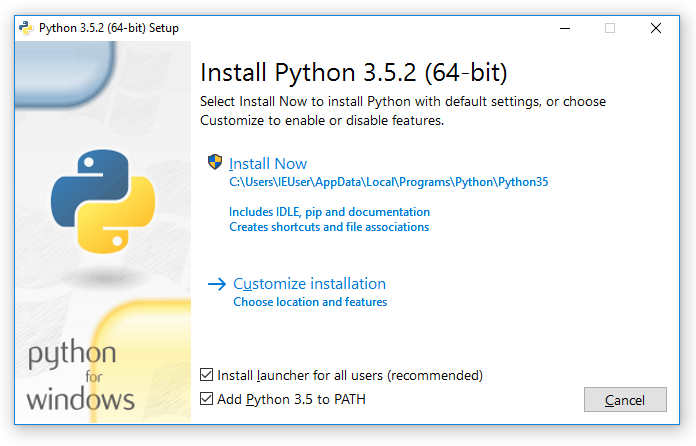 Python 3.5.2 (64-bit) Setup
Install Python 3.5.2 (64-bit)
Select Install Now to install Python with default settings, or choose
Customize to enable or disable features.
Install Now
C:\Users\IEUser\AppData\Local\Programs\Python\Python35
Includes IDLE, pip and documentation
Creates shortcuts and file associations
Customize installation
Choose location and features
python
for
windows
Install launcher for all users (recommended)
Add Python 3.5 to PATH
Cancel